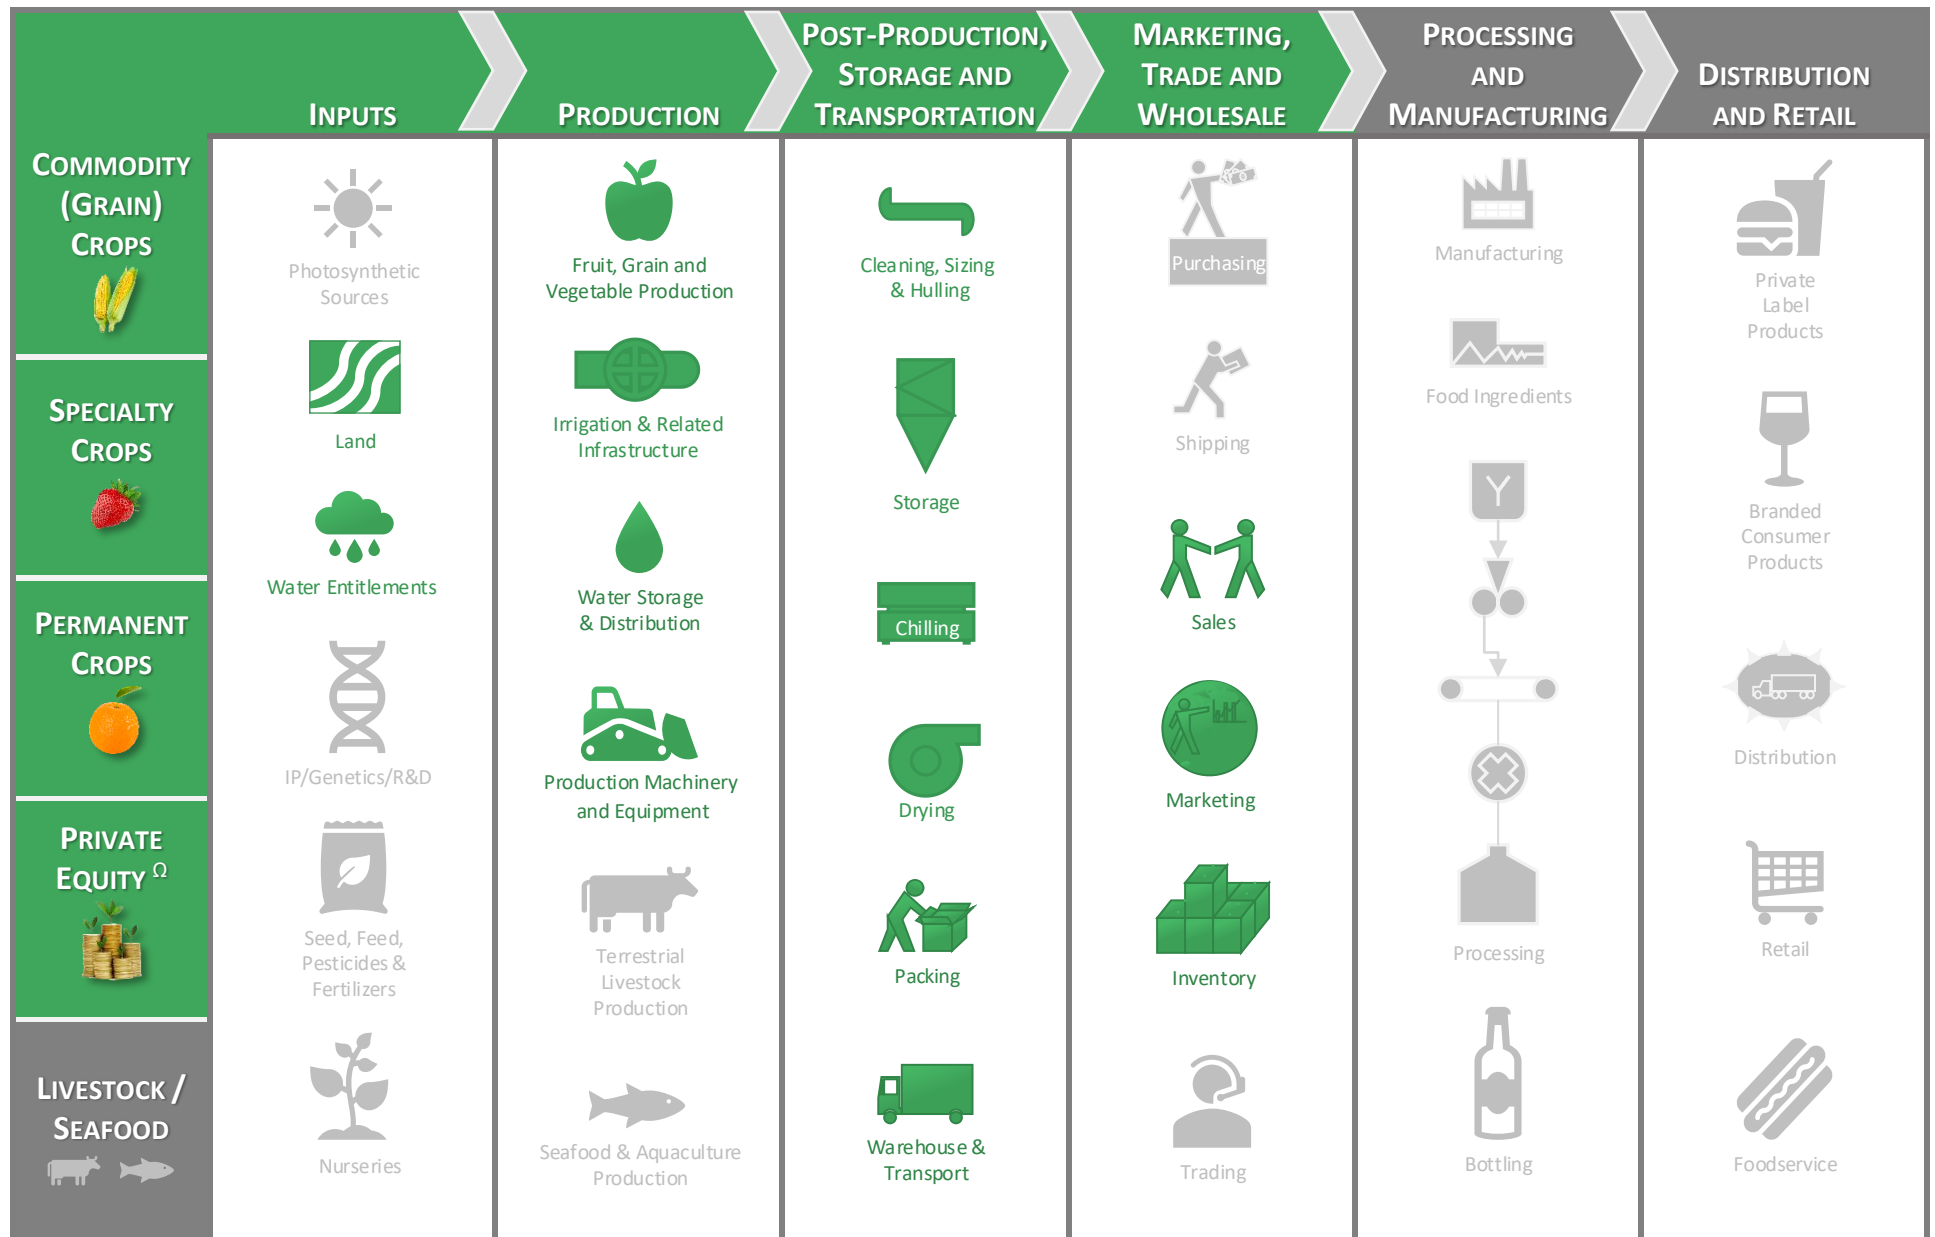 INPUTS
PRODUCTION
POST-PRODUCTION,
STORAGE AND
TRANSPORTATION
MARKETING,
TRADE AND
WHOLESALE
PROCESSING
AND
MANUFACTURING
DISTRIBUTION
AND RETAIL
COMMODITY
(GRAIN)
CROPS
SPECIALTY
CROPS
PERMANENT
CROPS
PRIVATE
EQUITY Ω
LIVESTOCK /
SEAFOOD
Photosynthetic
Sources
Land
Water Entitlements
IP/Genetics/R&D
Seed, Feed,
Pesticides &
Fertilizers
Nurseries
Fruit, Grain and
Vegetable Production
Irrigation & Related
Infrastructure
Water Storage
& Distribution
Production Machinery
and Equipment
Terrestrial
Livestock
Production
Seafood & Aquaculture
Production
Cleaning, Sizing
& Hulling
Storage
Chilling
Drying
Packing
Warehouse &
Transport
Purchasing
Shipping
Sales
Marketing
Inventory
Trading
Manufacturing
Food Ingredients
Processing
Bottling
Private
Label
Products
Branded
Consumer
Products
Distribution
Retail
Foodservice